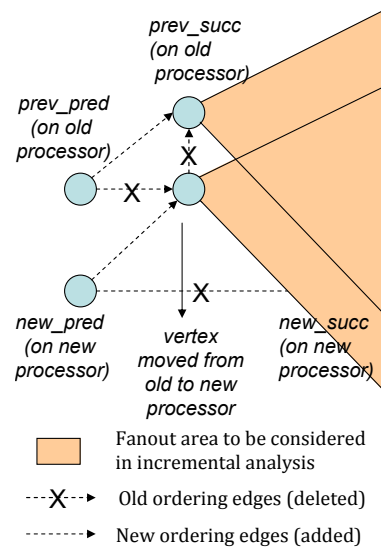 prev_succ
(on old
processor)
prev_pred
(on old
processor)
X
X
X
new_pred
(on new
processor)
vertex
moved from
old to new
processor
new_succ
(on new
processor)
Fanout area to be considered
in incremental analysis
X
Old ordering edges (deleted)
New ordering edges (added)